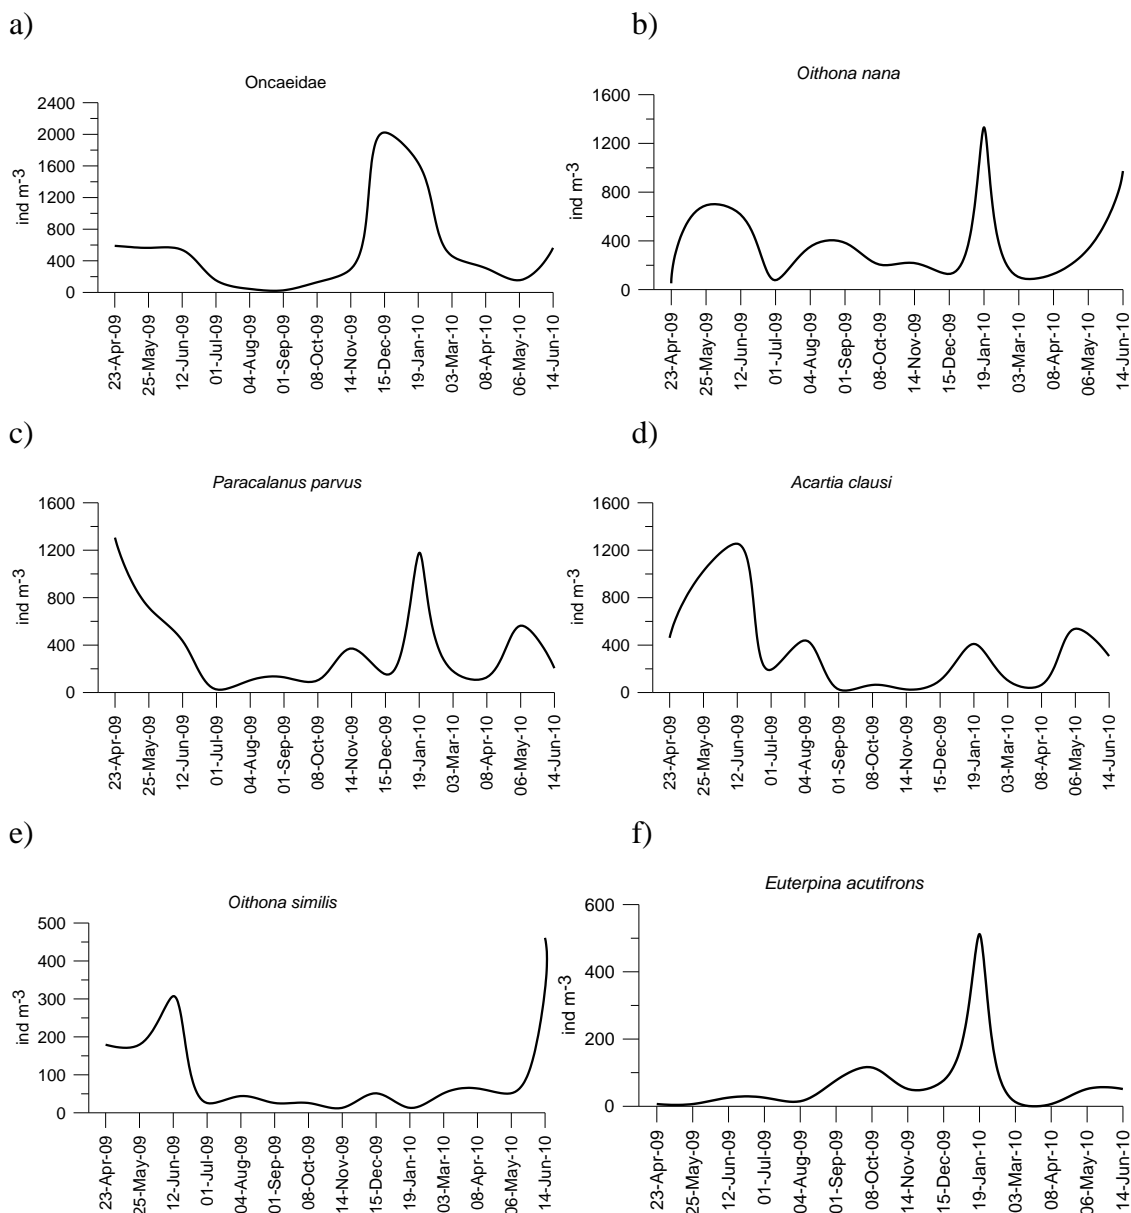 a)
Oncaeidae
ind m-3
2400
2000
1600
1200
800
400
0
23-Apr-09
25-May-09
12-Jun-09
01-Jul-09
04-Aug-09
01-Sep-09
08-Oct-09
14-Nov-09
15-Dec-09
19-Jan-10
03-Mar-10
08-Apr-10
06-May-10
14-Jun-10
b)
Oithona nana
ind m-3
1600
1200
800
400
0
23-Apr-09
25-May-09
12-Jun-09
01-Jul-09
04-Aug-09
01-Sep-09
08-Oct-09
14-Nov-09
15-Dec-09
19-Jan-10
03-Mar-10
08-Apr-10
06-May-10
14-Jun-10
c)
Paracalanus parvus
ind m-3
1600
1200
800
400
0
23-Apr-09
25-May-09
12-Jun-09
01-Jul-09
04-Aug-09
01-Sep-09
08-Oct-09
14-Nov-09
15-Dec-09
19-Jan-10
03-Mar-10
08-Apr-10
06-May-10
14-Jun-10
d)
Acartia clausi
ind m-3
1600
1200
800
400
0
23-Apr-09
25-May-09
12-Jun-09
01-Jul-09
04-Aug-09
01-Sep-09
08-Oct-09
14-Nov-09
15-Dec-09
19-Jan-10
03-Mar-10
08-Apr-10
06-May-10
14-Jun-10
e)
Oithona similis
ind m-3
500
400
300
200
100
0
23-Apr-09
25-May-09
12-Jun-09
01-Jul-09
04-Aug-09
01-Sep-09
08-Oct-09
14-Nov-09
15-Dec-09
19-Jan-10
03-Mar-10
08-Apr-10
06-May-10
14-Jun-10
f)
Euterpina acutifrons
ind m-3
600
400
200
0
23-Apr-09
25-May-09
12-Jun-09
01-Jul-09
04-Aug-09
01-Sep-09
08-Oct-09
14-Nov-09
15-Dec-09
19-Jan-10
03-Mar-10
08-Apr-10
06-May-10
14-Jun-10